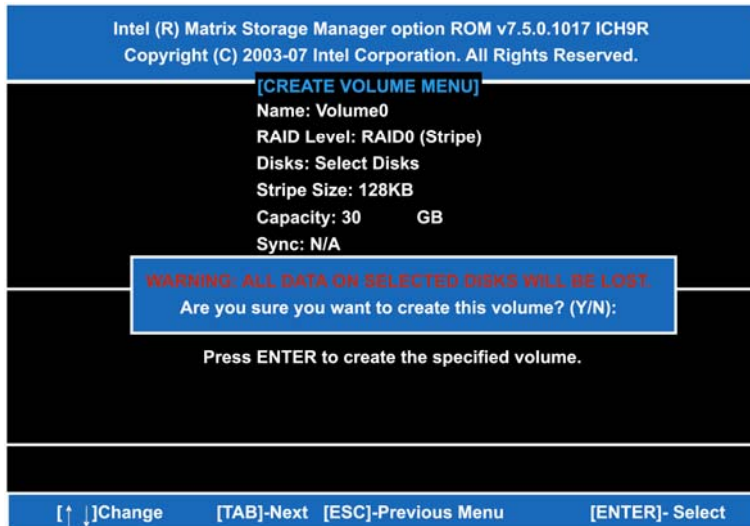 Intel (R) Matrix Storage Manager option ROM v7.5.0.1017 ICH9R
Copyright (C) 2003-07 Intel Corporation. All Rights Reserved.
[CREATE VOLUME MENU]
Name: Volume0
RAID Level: RAID0 (Stripe)
Disks: Select Disks
Stripe Size: 128KB
Capacity: 30 GB
Sync: N/A
WARNING: ALL DATA ON SELECTED DISKS WILL BE LOST.
Are you sure you want to create this volume? (Y/N):
Press ENTER to create the specified volume.
[↑ ↓]Change [TAB]-Next [ESC]-Previous Menu [ENTER]- Select